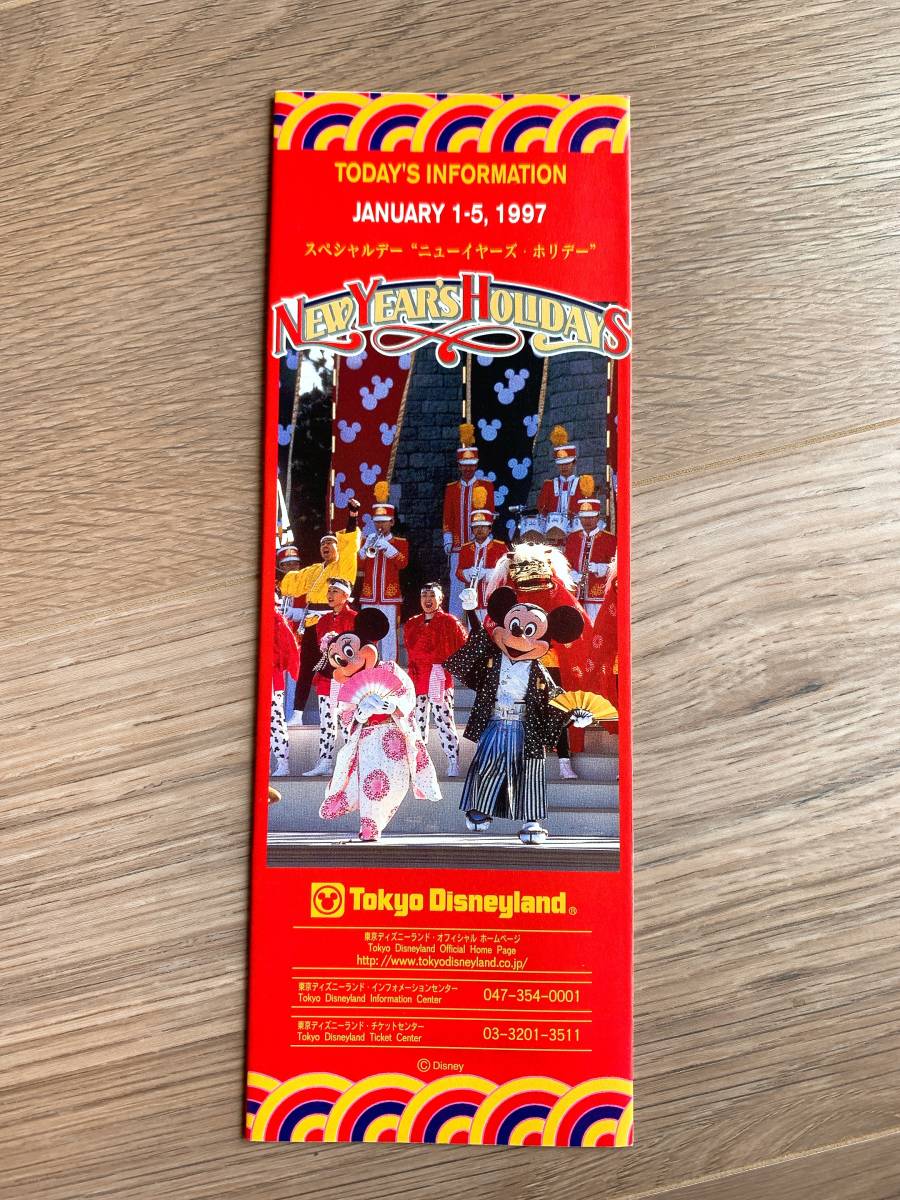 TODAY'S INFORMATION
JANUARY 1-5, 1997
スペシャルデー “ニューイヤーズ・ホリデー”
NEW YEAR'S HOLIDAYS
Tokyo Disneyland®
東京ディズニーランド・オフィシャル ホームページ
Tokyo Disneyland Official Home Page
http://www.tokyodisneyland.co.jp/
東京ディズニーランド・インフォメーションセンター
Tokyo Disneyland Information Center 047-354-0001
東京ディズニーランド・チケットセンター
Tokyo Disneyland Ticket Center 03-3201-3511
© Disney